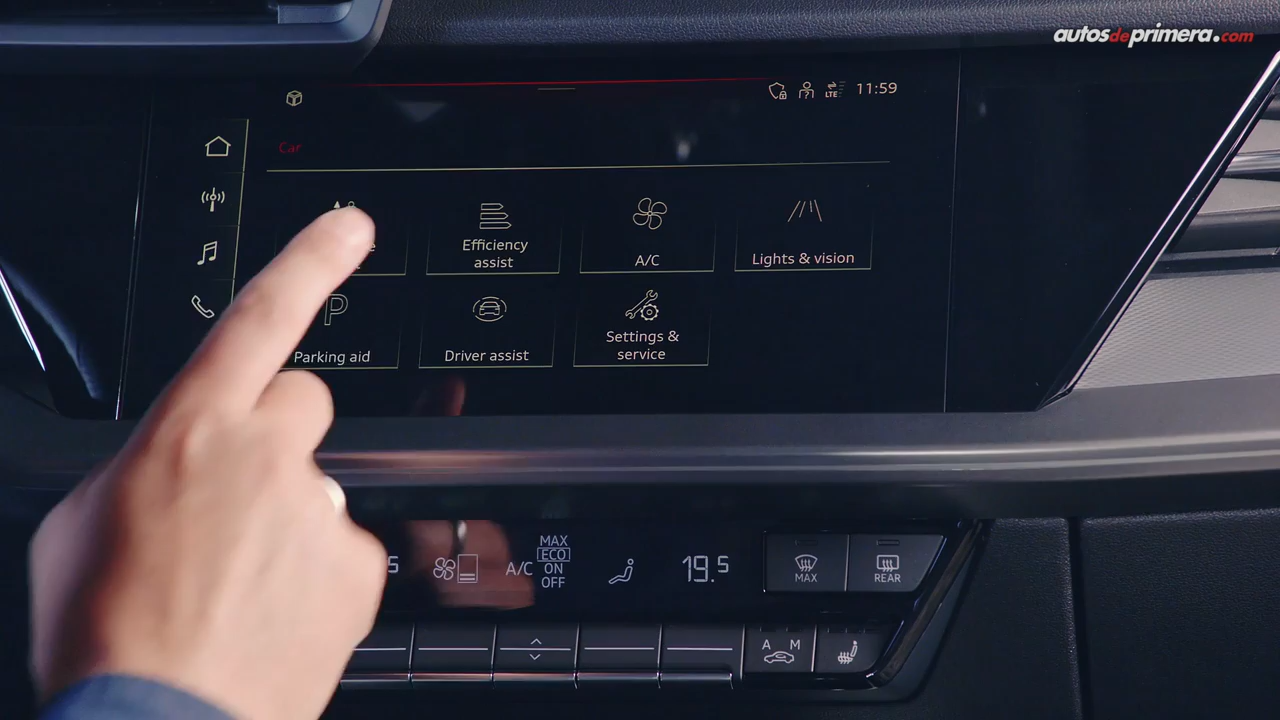 autosdeprimera.com
LTE 11:59
Car
Efficiency
assist
A/C
Lights & vision
Parking aid
Driver assist
Settings &
service
A/C
MAX
ECO
ON
OFF
19.5
MAX
REAR
A M